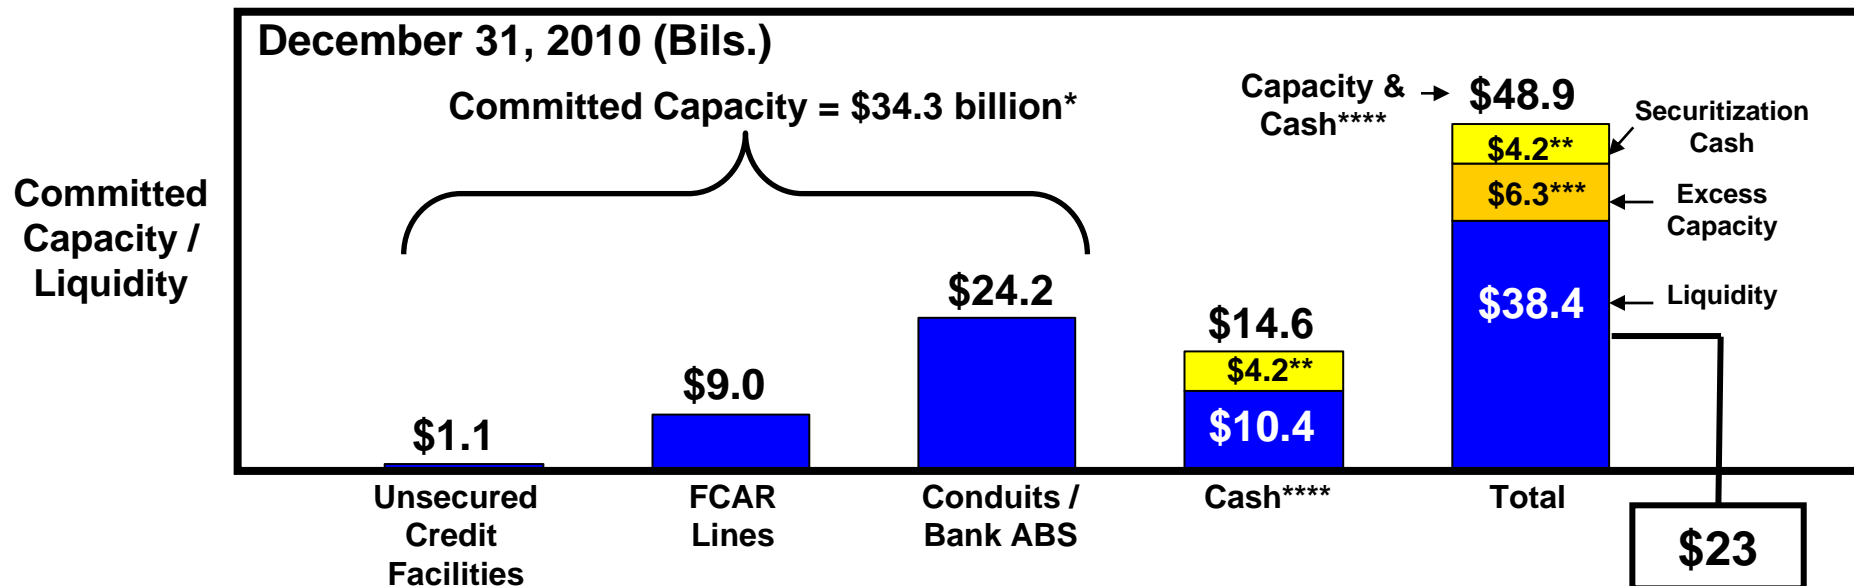 December 31, 2010 (Bils.)
Committed Capacity = $34.3 billion*
Capacity &
Cash****
$48.9
Securitization
Cash
$4.2**
$6.3***
Excess
Capacity
Committed
Capacity /
Liquidity
$38.4
Liquidity
$1.1
$9.0
$24.2
$14.6
$4.2**
$10.4
Unsecured
Credit
Facilities
FCAR
Lines
Conduits /
Bank ABS
Cash****
Total
$23